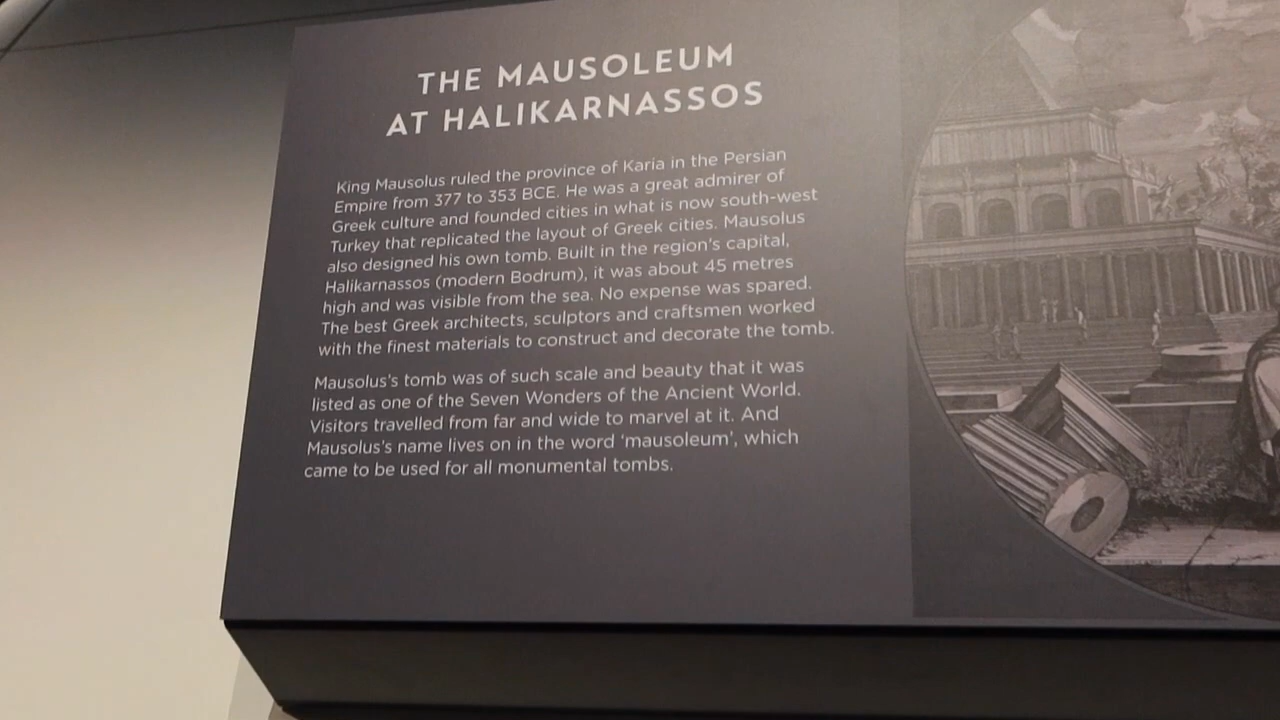 THE MAUSOLEUM
AT HALIKARNASSOS
King Mausolus ruled the province of Karia in the Persian
Empire from 377 to 353 BCE. He was a great admirer of
Greek culture and founded cities in what is now south-west
Turkey that replicated the layout of Greek cities. Mausolus
also designed his own tomb. Built in the region's capital,
Halikarnassos (modern Bodrum), it was about 45 metres
high and was visible from the sea. No expense was spared.
The best Greek architects, sculptors and craftsmen worked
with the finest materials to construct and decorate the tomb.
Mausolus's tomb was of such scale and beauty that it was
listed as one of the Seven Wonders of the Ancient World.
Visitors travelled from far and wide to marvel at it. And
Mausolus's name lives on in the word 'mausoleum', which
came to be used for all monumental tombs.